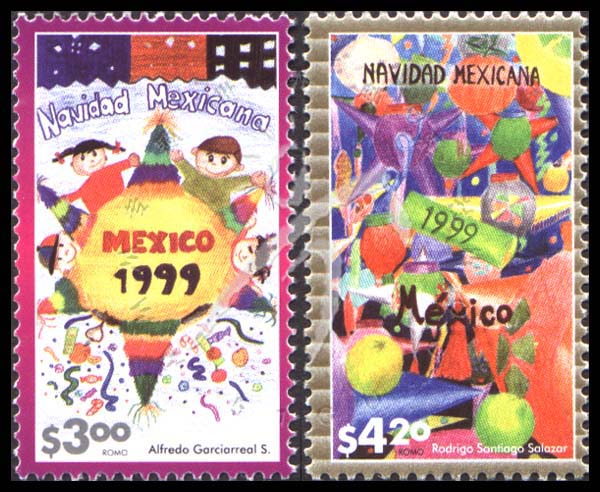 Navidad Mexicana
MEXICO
1999
$3.00
ROMO
Alfredo Garciarreal S.
NAVIDAD MEXICANA
1999
México
$4.20
ROMO
Rodrigo Santiago Salazar